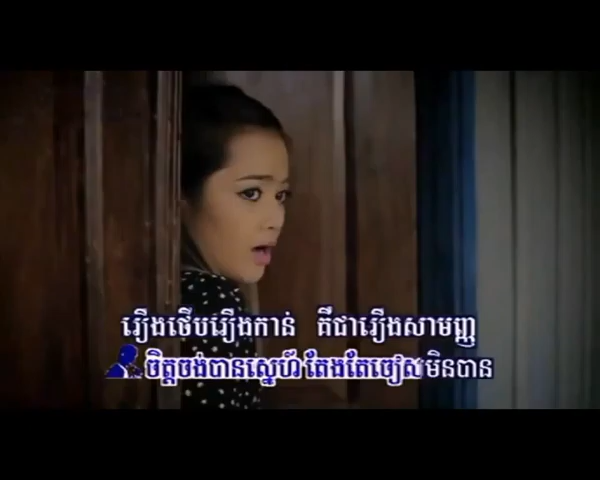 រឿងថើបរឿងកាន់ គឺជារឿងសាមញ្ញ
ចិត្តចង់បានស្នេហ៍ តែងតែចៀសមិនបាន